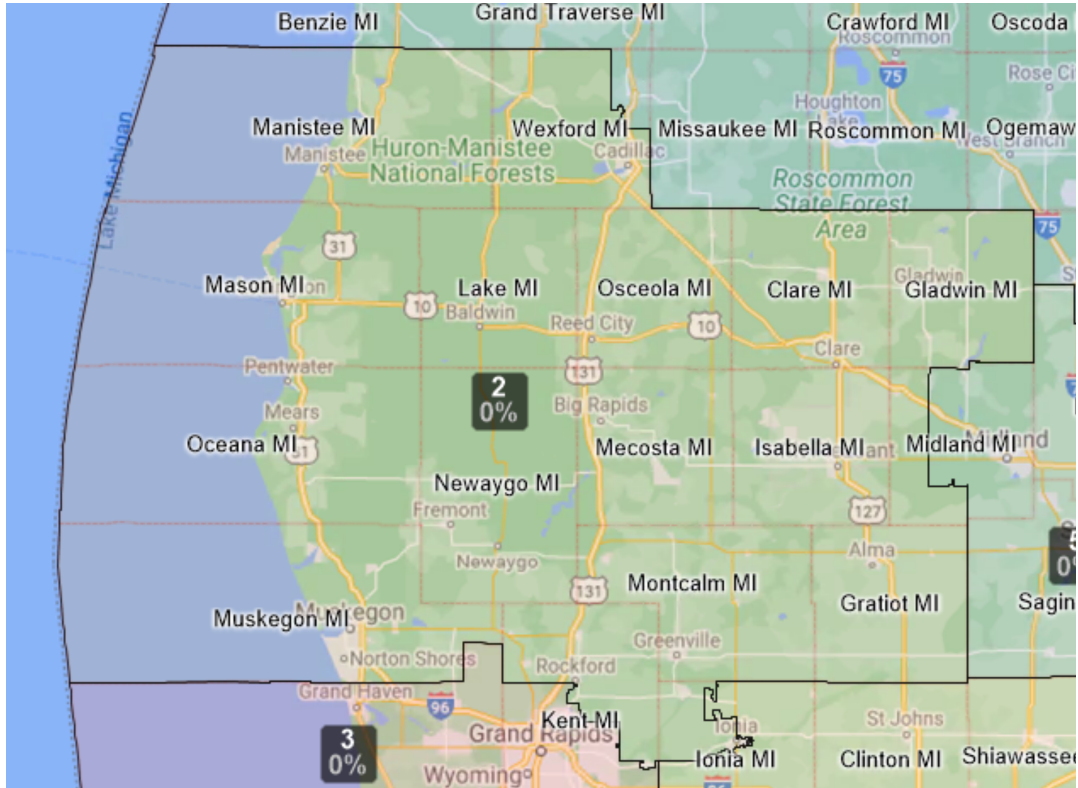 Benzie MI
Grand Traverse MI
Crawford MI
Oscoda
Roscommon
75
Rose Ci
Houghton
Lake
Lake Michigan
Manistee MI
Wexford MI
Missaukee MI
Roscommon MI
Ogemaw
West Branch
Manistee
Huron-Manistee
National Forests
Cadillac
Roscommon
State Forest
Area
75
31
Gladwin
Mason MI
Lake MI
Osceola MI
Clare MI
Gladwin MI
10
Baldwin
Reed City
10
Clare
Pentwater
131
2
0%
Big Rapids
Mears
Oceana MI
31
Mecosta MI
Isabella MI
Midland MI
Midland
Newaygo MI
Fremont
127
Alma
Newaygo
5
0%
Montcalm MI
131
Gratiot MI
Sagin
Muskegon MI
Muskegon
Greenville
Norton Shores
Rockford
Grand Haven
96
Kent MI
Grand Rapids
Ionia
St Johns
3
0%
Wyoming
Ionia MI
Clinton MI
Shiawassee
96